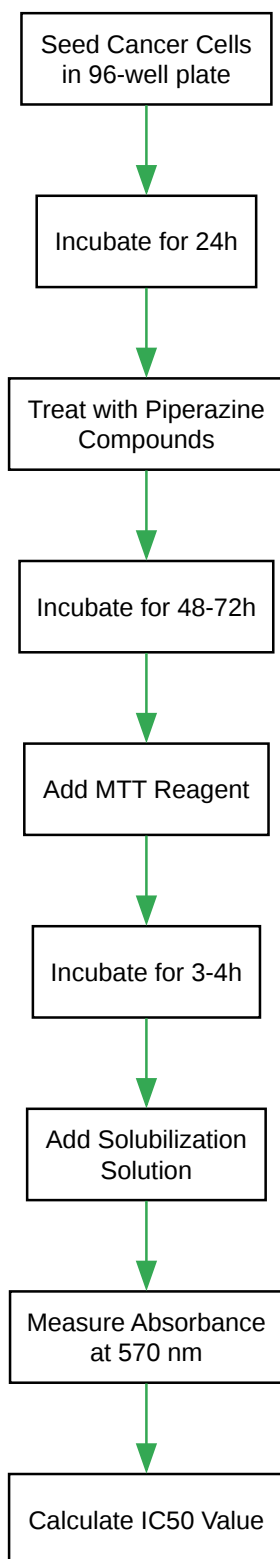 Seed Cancer Cells
in 96-well plate
Incubate for 24h
Treat with Piperazine
Compounds
Incubate for 48-72h
Add MTT Reagent
Incubate for 3-4h
Add Solubilization
Solution
Measure Absorbance
at 570 nm
Calculate IC50 Value